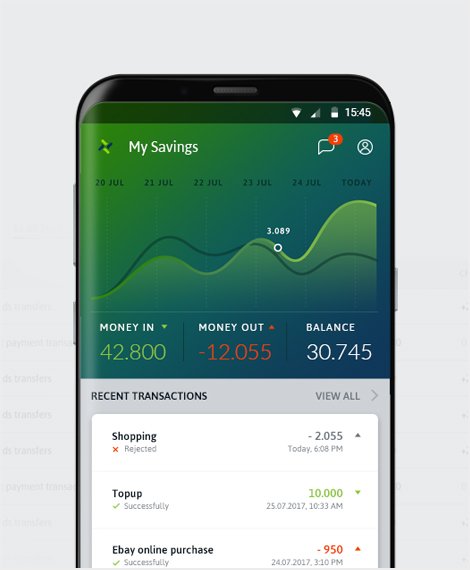 15:45
My Savings
3
20 JUL 21 JUL 22 JUL 23 JUL 24 JUL TODAY
3.089
MONEY IN MONEY OUT BALANCE
42.800 -12.055 30.745
RECENT TRANSACTIONS VIEW ALL
Shopping - 2.055
Rejected Today, 6:08 PM
Topup 10.000
Successfully 25.07.2017, 10:33 AM
Ebay online purchase - 950
Successfully 24.07.2017, 3:10 PM
ds transfers
payment transa
ds transfers
ds transfers
ds transfers
payment transa
ds transfers
ds transfers